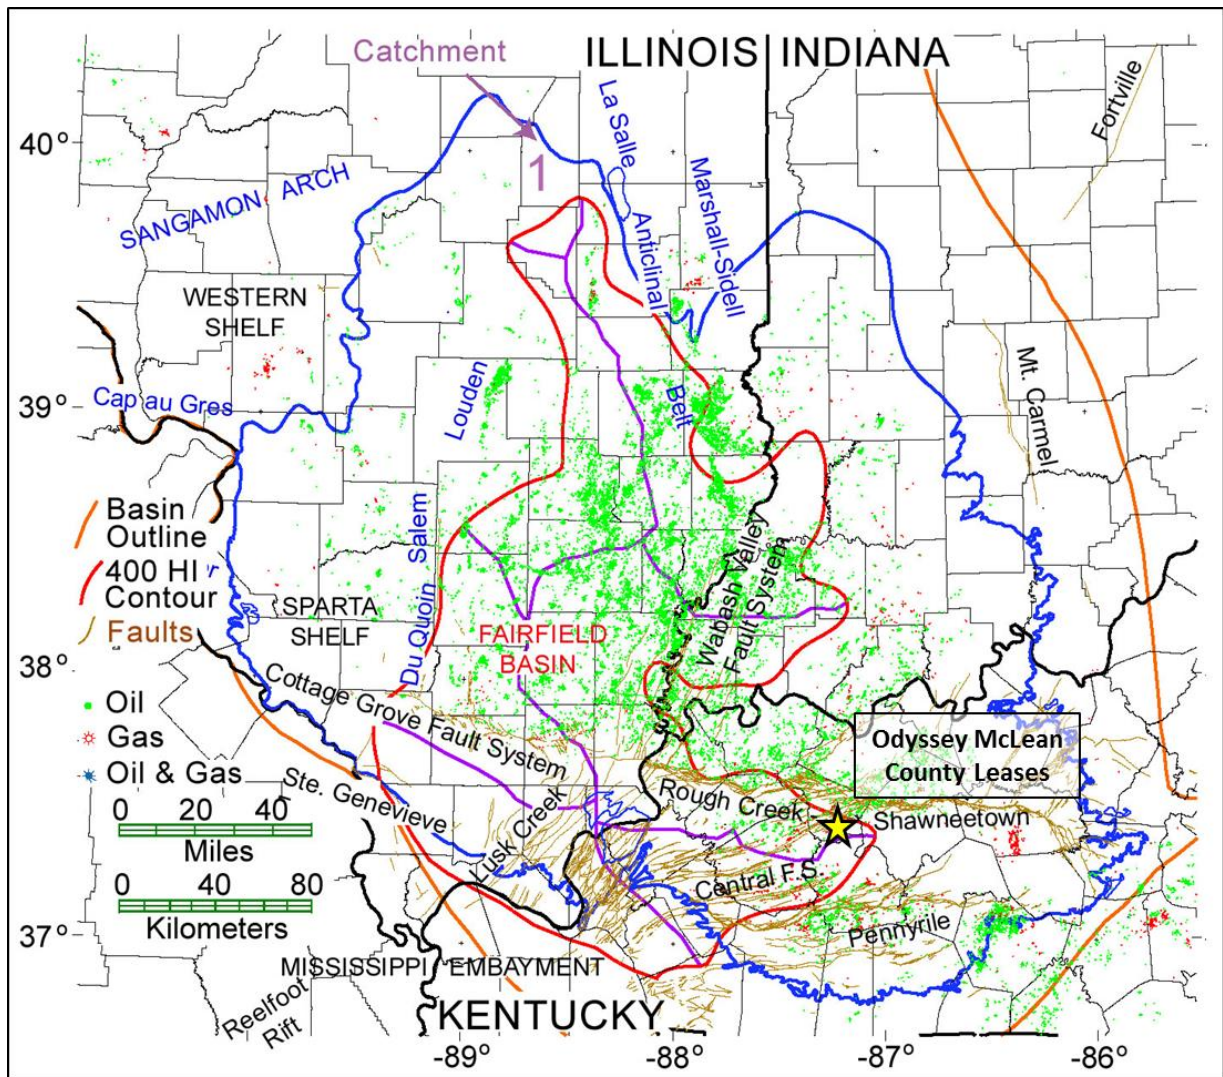 Catchment
ILLINOIS
INDIANA
40°
1
La Salle
Anticlinal
Belt
Marshall-Sidell
Fortville
SANGAMON ARCH
WESTERN
SHELF
Cap au Gres
39°
Louden
Mt. Carmel
Basin
Outline
400 HI
Contour
Faults
Salem
Du Quoin
SPARTA
SHELF
FAIRFIELD
BASIN
Wabash Valley
Fault System
38°
Oil
Gas
Oil & Gas
0 20 40
Miles
0 40 80
Kilometers
Cottage Grove Fault System
Ste. Genevieve
Lusk Creek
Rough Creek
Odyssey McLean
County Leases
Shawneetown
Central F.S.
Pennyrile
37°
MISSISSIPPI EMBAYMENT
Reelfoot
Rift
KENTUCKY
-89° -88° -87° -86°